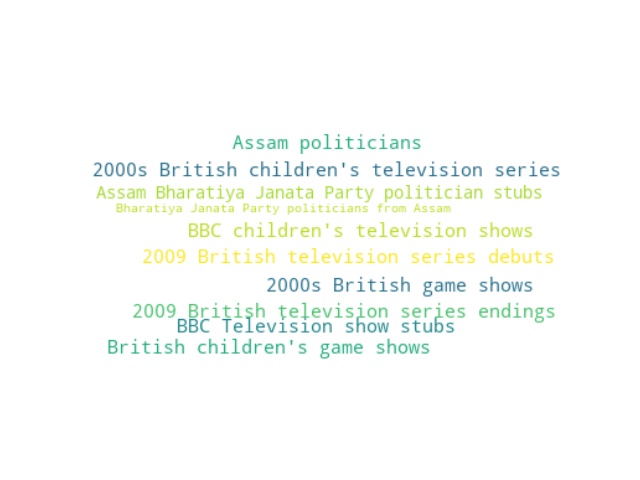 Assam politicians
2000s British children's television series
Assam Bharatiya Janata Party politician stubs
Bharatiya Janata Party politicians from Assam
BBC children's television shows
2009 British television series debuts
2000s British game shows
2009 British television series endings
BBC Television show stubs
British children's game shows